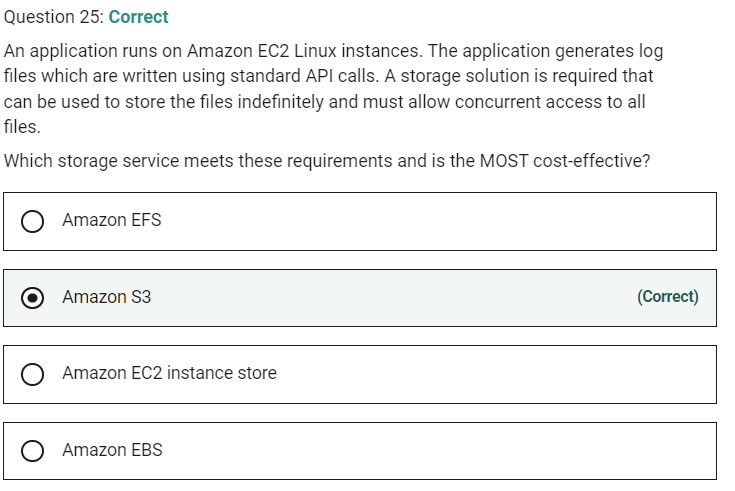 Question 25: Correct
An application runs on Amazon EC2 Linux instances. The application generates log
files which are written using standard API calls. A storage solution is required that
can be used to store the files indefinitely and must allow concurrent access to all
files.
Which storage service meets these requirements and is the MOST cost-effective?
Amazon EFS
Amazon S3 (Correct)
Amazon EC2 instance store
Amazon EBS